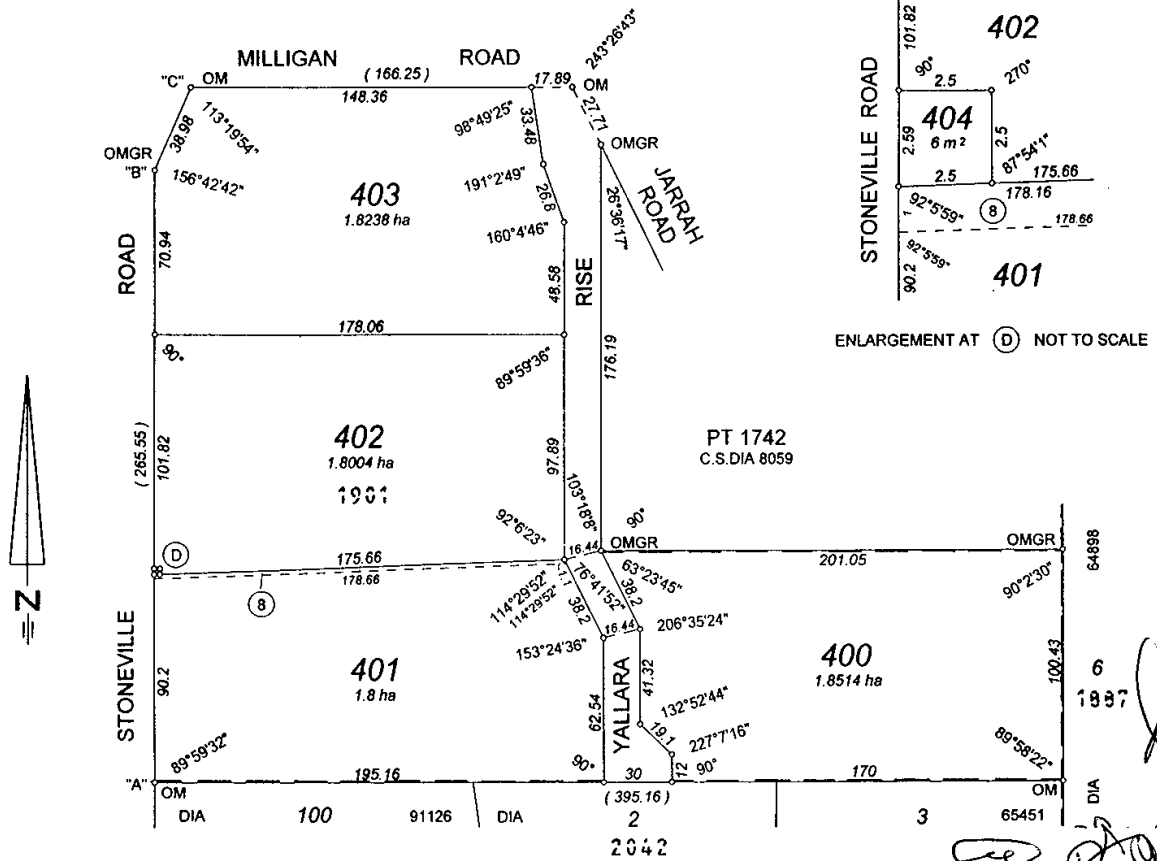 MILLIGAN ROAD
"C" OM
( 166.25 )
148.36
17.89
OM
243°26'43"
27.71
OMGR
113°19'54"
38.98
OMGR
"B"
156°42'42"
98°49'25"
33.48
191°2'49"
26.8
160°4'46"
403
1.8238 ha
JARRAH
ROAD
26°36'17"
ROAD
70.94
48.58
RISE
176.19
178.06
90°
89°59'36"
402
1.8004 ha
1901
( 265.55 )
101.82
97.89
103°18'8"
90°
PT 1742
C.S.DIA 8059
92°6'23"
16.44
OMGR
201.05
OMGR
D
175.66
178.66
8
1.1
76°41'52"
63°23'45"
90°2'30"
114°29'52"
114°29'52"
38.2
38.2
16.44
206°35'24"
153°24'36"
STONEVILLE
90.2
401
1.8 ha
62.54
YALLARA
41.32
400
1.8514 ha
100.43
64898
6
1987
DIA
132°52'44"
19.1
227°7'16"
89°59'32"
90°
12
90°
89°58'22"
"A"
OM
195.16
30
170
OM
( 395.16 )
DIA 100 91126 DIA 2 3 65451
2042
N
101.82
402
STONEVILLE ROAD
90°
2.5
270°
404
6 m²
2.59
2.5
87°54'1"
2.5
175.66
178.16
92°5'59"
8
1
178.66
92°5'59"
90.2
401
ENLARGEMENT AT D NOT TO SCALE